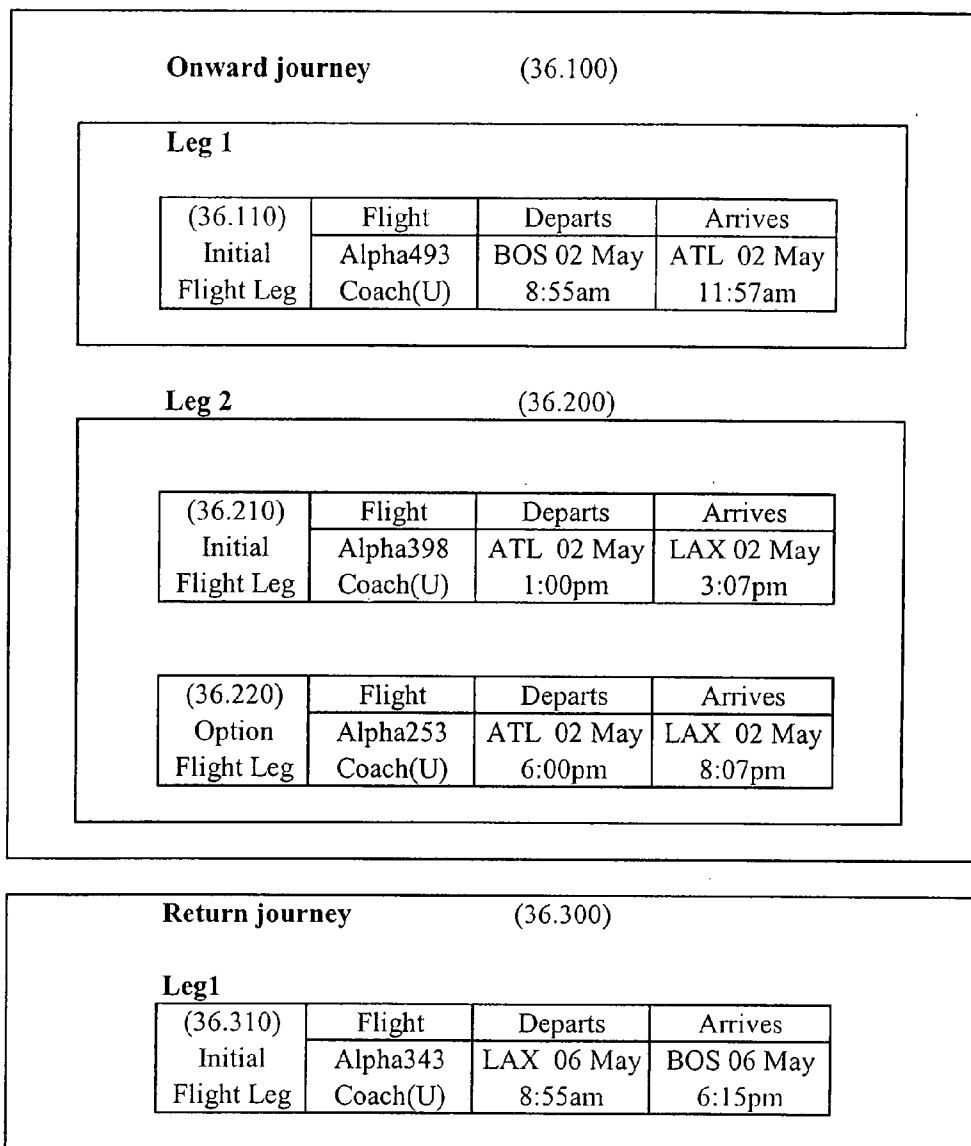 Onward journey (36.100)
Leg 1
(36.110) Flight Departs Arrives
Initial Alpha493 BOS 02 May ATL 02 May
Flight Leg Coach(U) 8:55am 11:57am
Leg 2 (36.200)
(36.210) Flight Departs Arrives
Initial Alpha398 ATL 02 May LAX 02 May
Flight Leg Coach(U) 1:00pm 3:07pm
(36.220) Flight Departs Arrives
Option Alpha253 ATL 02 May LAX 02 May
Flight Leg Coach(U) 6:00pm 8:07pm
Return journey (36.300)
Leg1
(36.310) Flight Departs Arrives
Initial Alpha343 LAX 06 May BOS 06 May
Flight Leg Coach(U) 8:55am 6:15pm